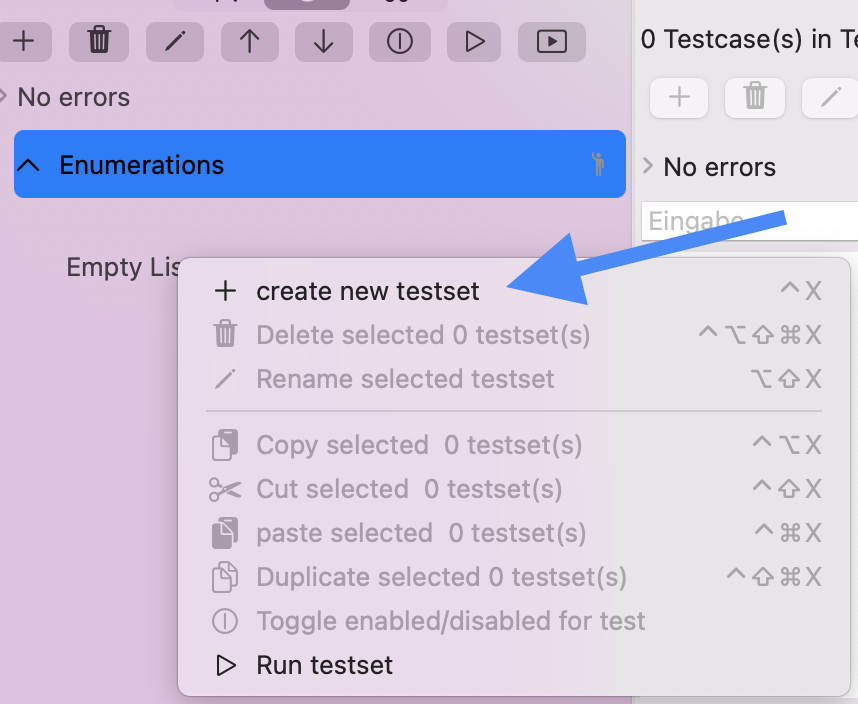 0 Testcase(s) in
No errors
No errors
Enumerations
Eingabe
Empty
create new testset ^ X
Delete selected 0 testset(s) ^⌥⇧⌘X
Rename selected testset ⌥⇧X
Copy selected 0 testset(s) ^⌥X
Cut selected 0 testset(s) ^⇧X
paste selected 0 testset(s) ^⌘X
Duplicate selected 0 testset(s) ^⇧⌘X
Toggle enabled/disabled for test
Run testset